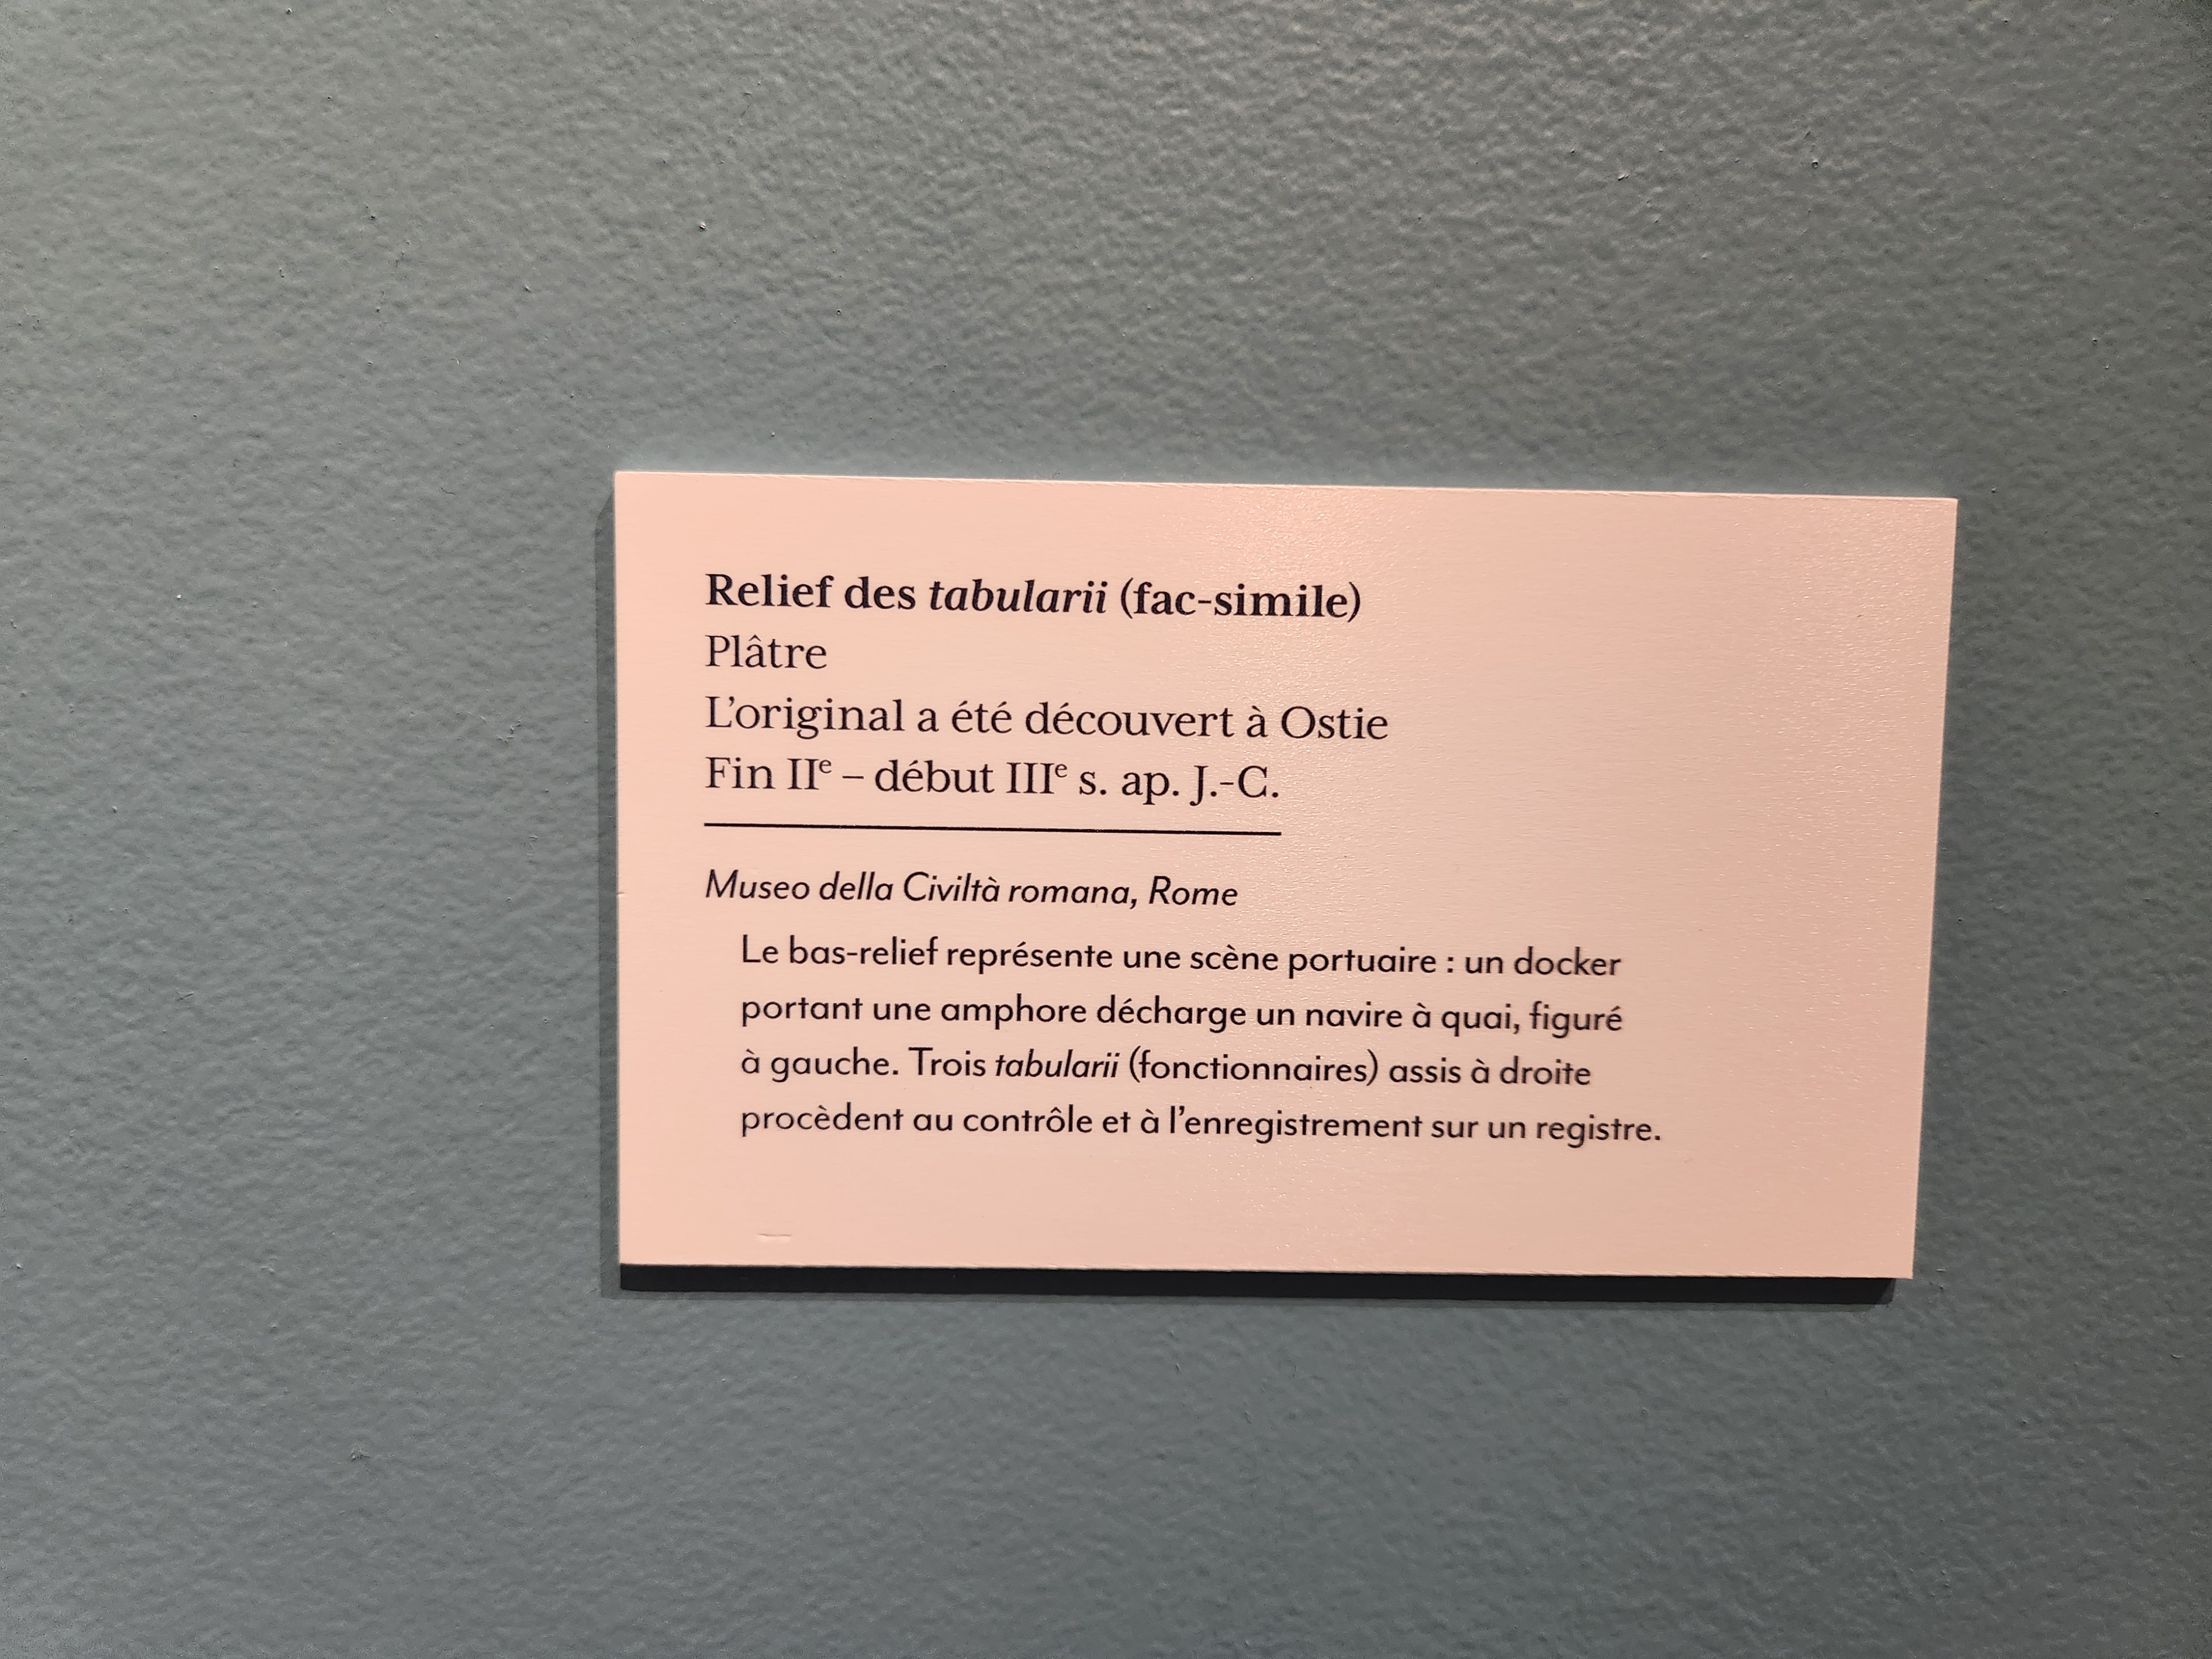 Relief des tabularii (fac-simile)
Plâtre
L’original a été découvert à Ostie
Fin IIᵉ – début IIIᵉ s. ap. J.-C.
Museo della Civiltà romana, Rome
Le bas-relief représente une scène portuaire : un docker
portant une amphore décharge un navire à quai, figuré
à gauche. Trois tabularii (fonctionnaires) assis à droite
procèdent au contrôle et à l’enregistrement sur un registre.